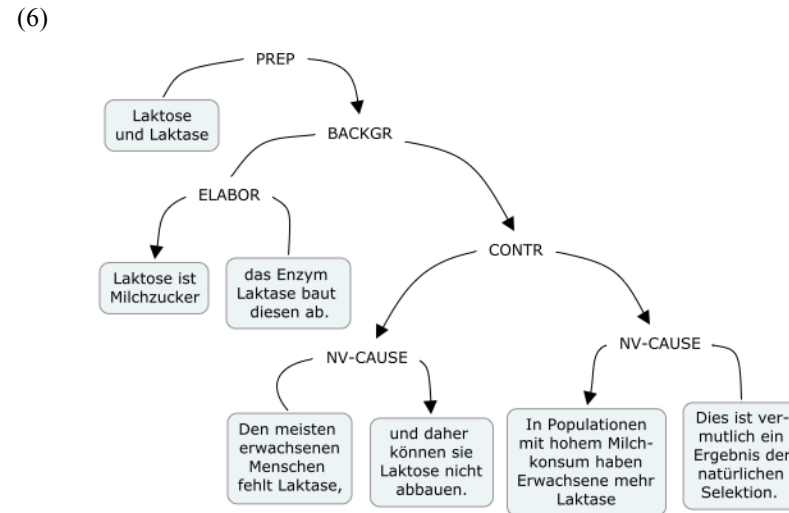 (6)
PREP
Laktose
und Laktase
BACKGR
ELABOR
Laktose ist
Milchzucker
das Enzym
Laktase baut
diesen ab.
CONTR
NV-CAUSE
Den meisten
erwachsenen
Menschen
fehlt Laktase,
und daher
können sie
Laktose nicht
abbauen.
NV-CAUSE
In Populationen
mit hohem Milch-
konsum haben
Erwachsene mehr
Laktase
Dies ist ver-
mutlich ein
Ergebnis der
natürlichen
Selektion.